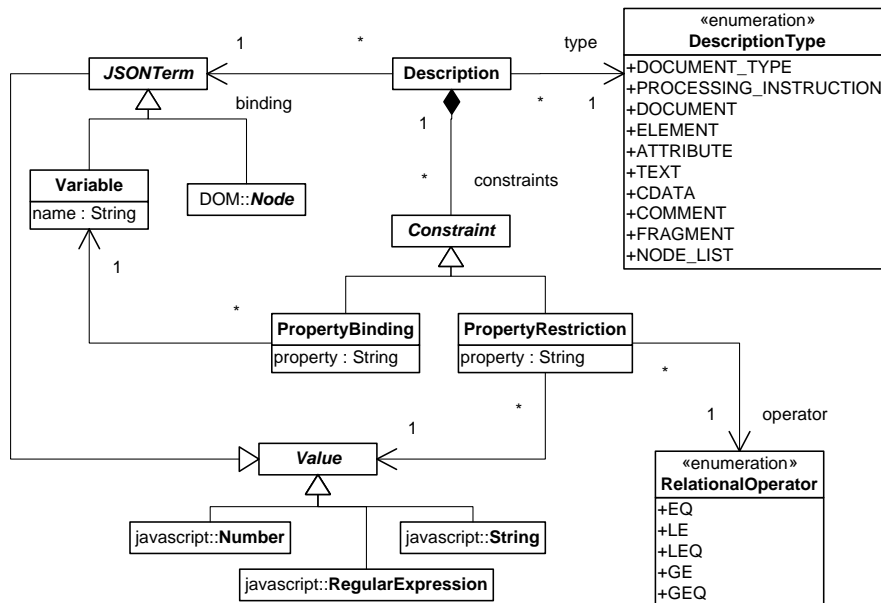 «enumeration»
DescriptionType
+DOCUMENT_TYPE
+PROCESSING_INSTRUCTION
+DOCUMENT
+ELEMENT
+ATTRIBUTE
+TEXT
+CDATA
+COMMENT
+FRAGMENT
+NODE_LIST
1
*
type
JSONTerm
Description
binding
1
*
1
Variable
name : String
DOM::Node
*
constraints
Constraint
1
*
PropertyBinding
property : String
PropertyRestriction
property : String
*
*
1
1
operator
Value
«enumeration»
RelationalOperator
+EQ
+LE
+LEQ
+GE
+GEQ
javascript::Number
javascript::String
javascript::RegularExpression